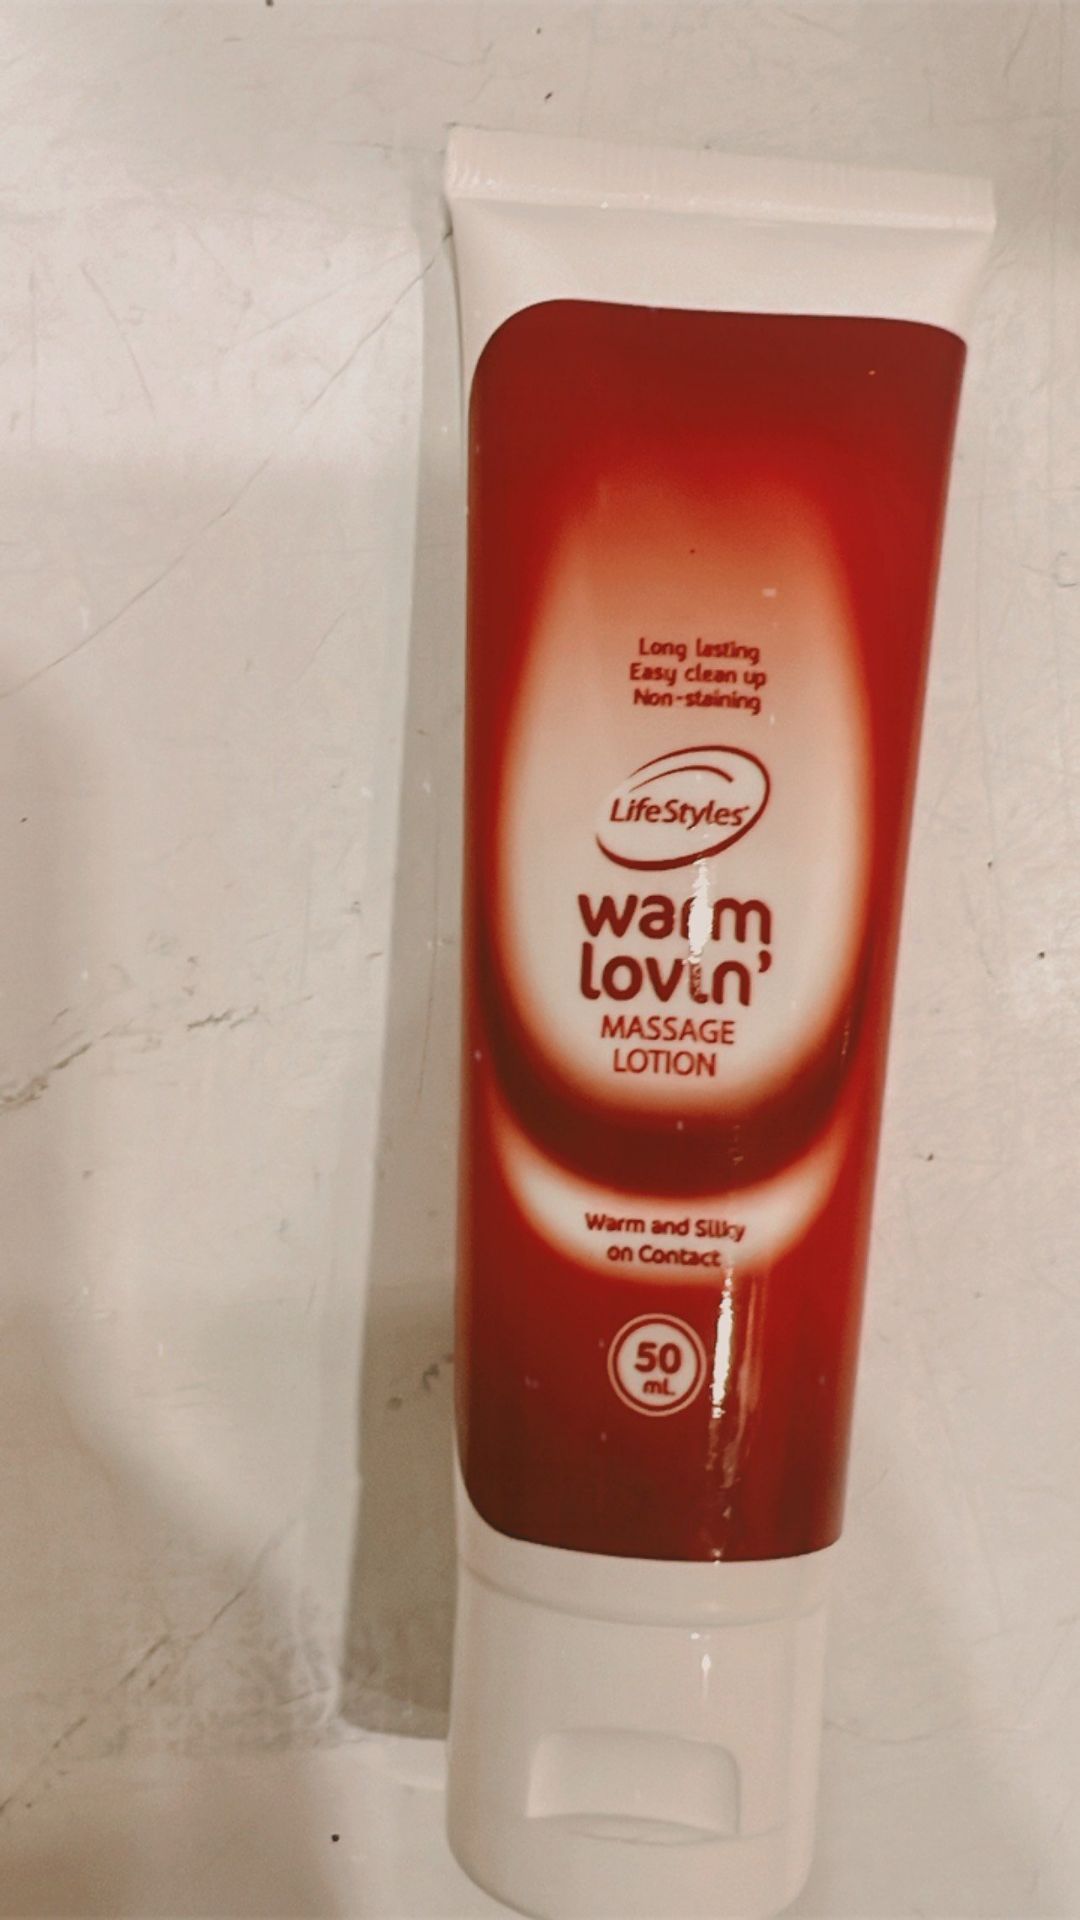 Long lasting
Easy clean up
Non-staining
LifeStyles
warm
lovin'
MASSAGE
LOTION
Warm and Silky
on Contact
50
mL